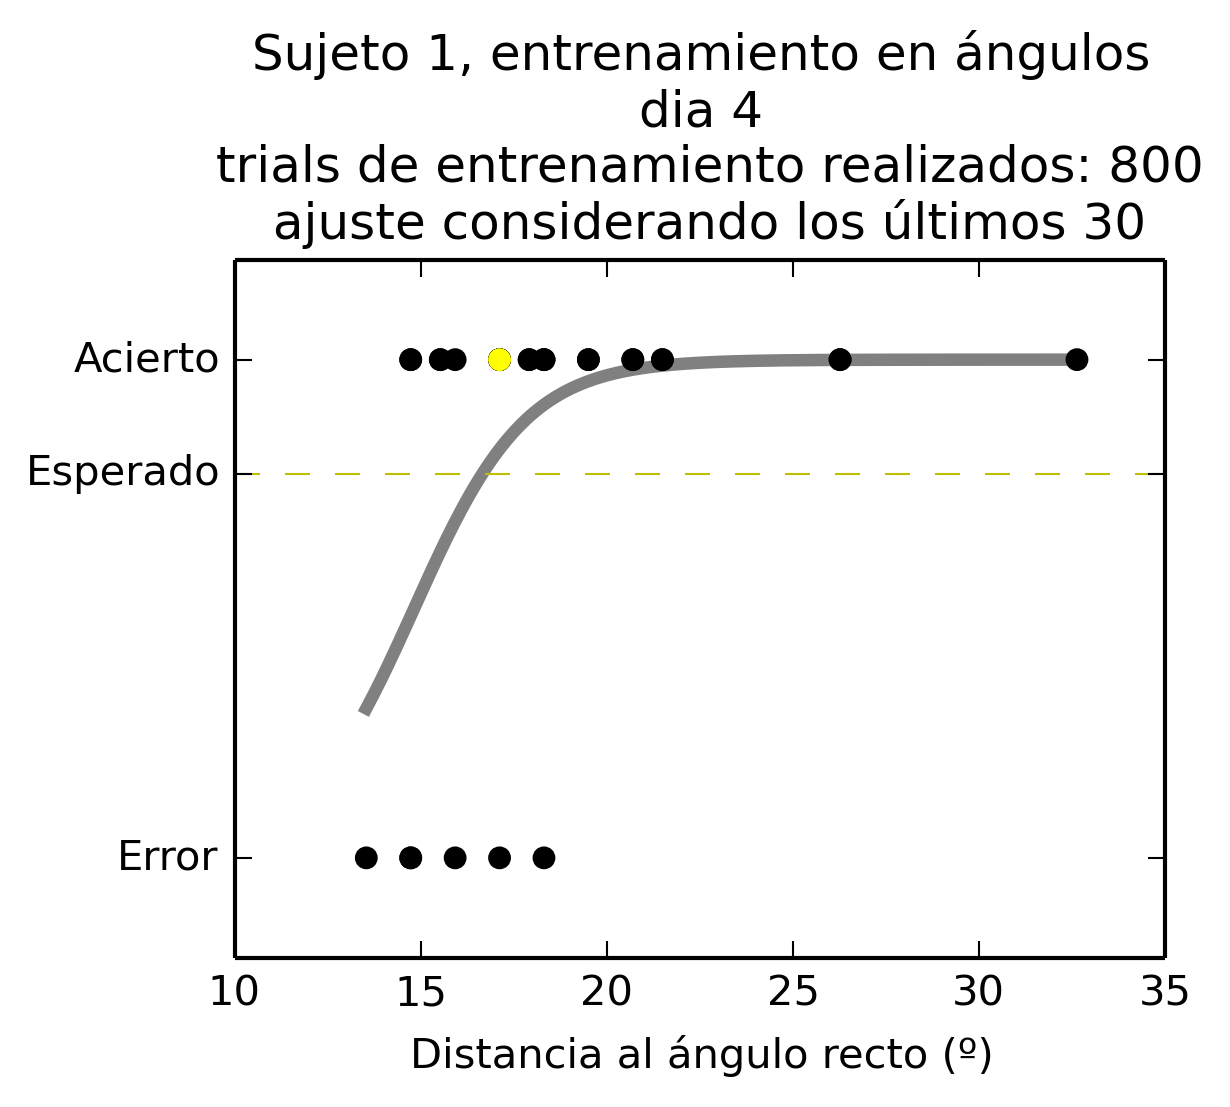 Sujeto 1, entrenamiento en ángulos
dia 4
trials de entrenamiento realizados: 800
ajuste considerando los últimos 30
Acierto
Esperado
Error
10 15 20 25 30 35
Distancia al ángulo recto (º)